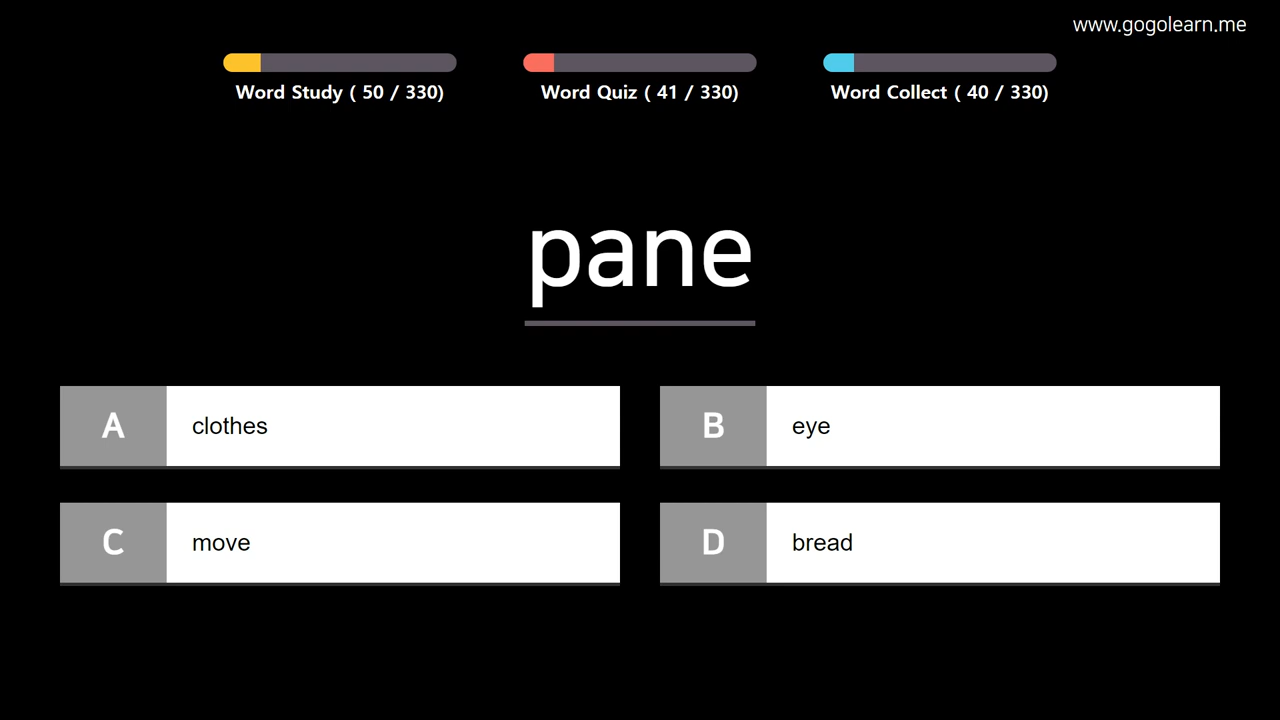 www.gogolearn.me
Word Study ( 50 / 330)
Word Quiz ( 41 / 330)
Word Collect ( 40 / 330)
pane
A clothes
B eye
C move
D bread